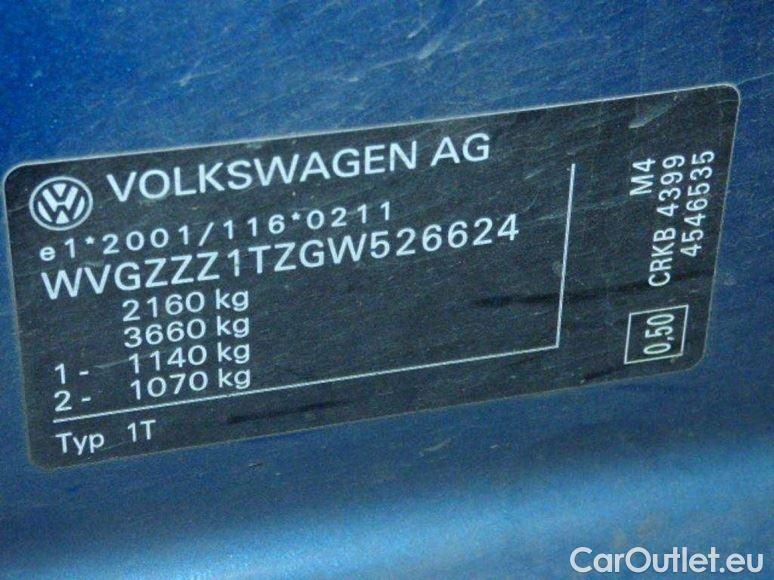 VOLKSWAGEN AG
e1*2001/116*0211
WVGZZZ1TZGW526624
2160 kg
3660 kg
1 - 1140 kg
2 - 1070 kg
Typ 1T
M4
CRKB 4399
4546535
0,50
CarOutlet.eu